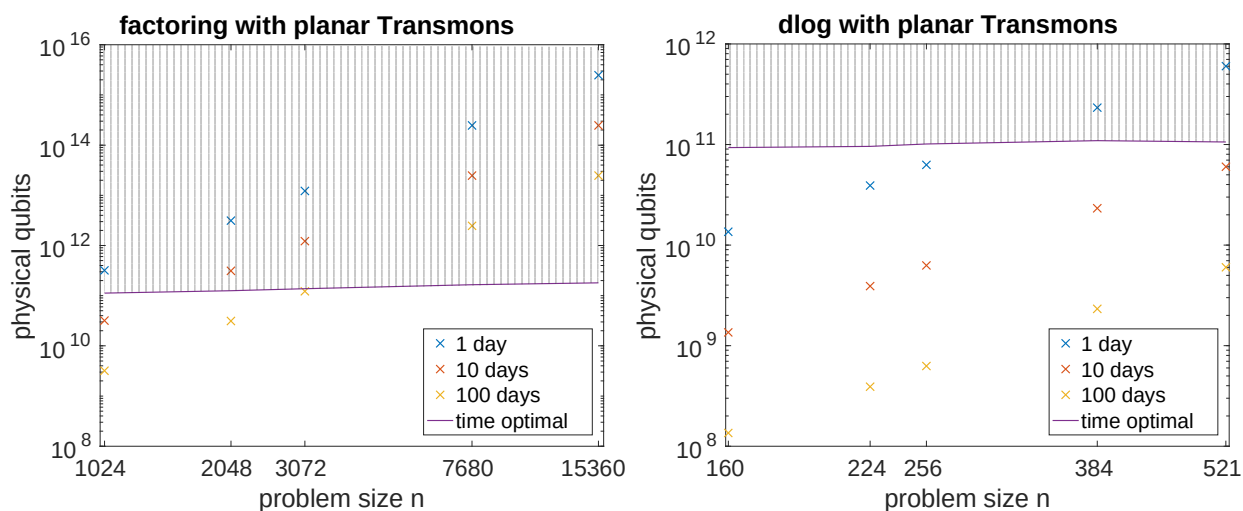 factoring with planar Transmons
10^16
10^14
10^12
10^10
10^8
physical qubits
1024 2048 3072 7680 15360
problem size n
1 day
10 days
100 days
time optimal
dlog with planar Transmons
10^12
10^11
10^10
10^9
10^8
physical qubits
160 224 256 384 521
problem size n
1 day
10 days
100 days
time optimal